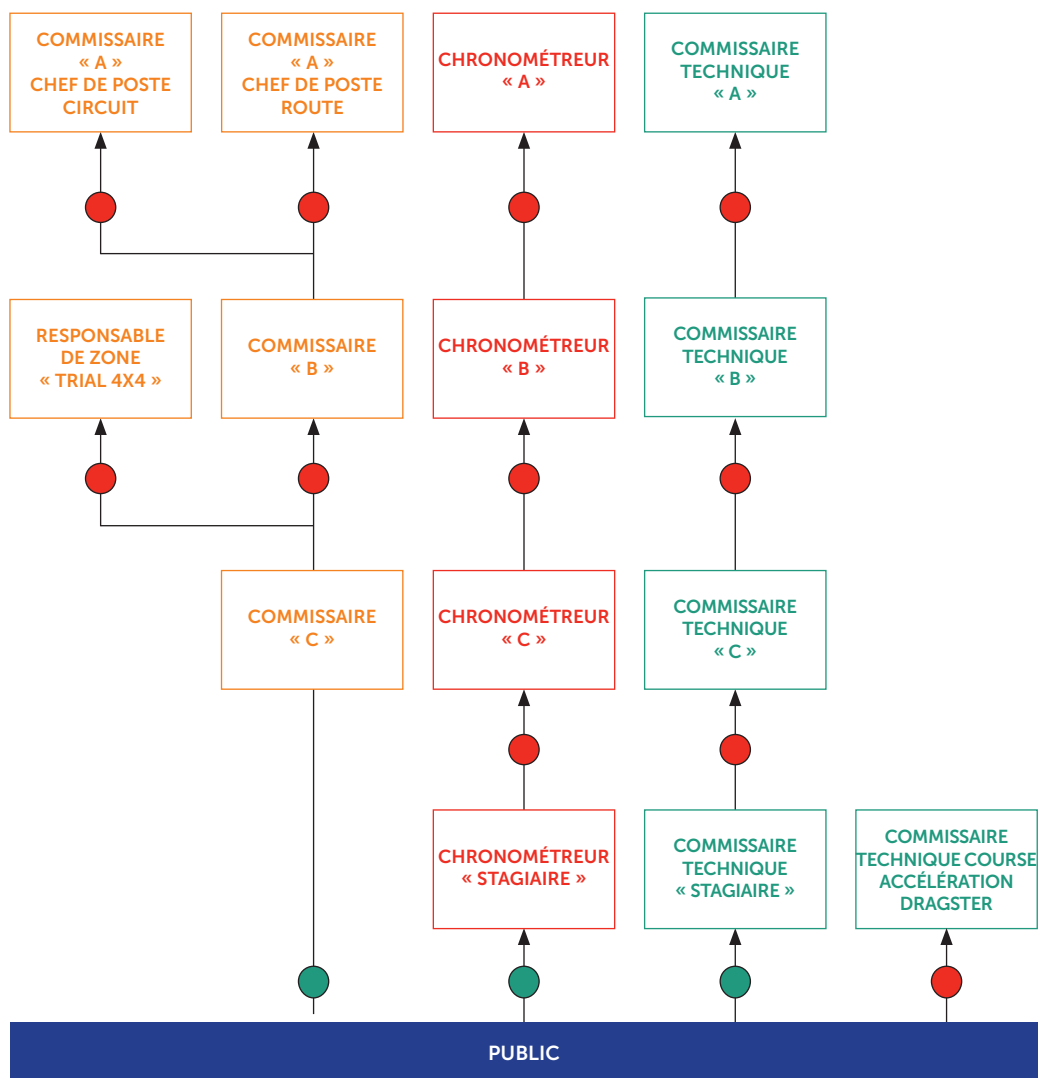 COMMISSAIRE
« A »
CHEF DE POSTE
CIRCUIT
COMMISSAIRE
« A »
CHEF DE POSTE
ROUTE
CHRONOMÉTREUR
« A »
COMMISSAIRE
TECHNIQUE
« A »
RESPONSABLE
DE ZONE
« TRIAL 4X4 »
COMMISSAIRE
« B »
CHRONOMÉTREUR
« B »
COMMISSAIRE
TECHNIQUE
« B »
COMMISSAIRE
« C »
CHRONOMÉTREUR
« C »
COMMISSAIRE
TECHNIQUE
« C »
CHRONOMÉTREUR
« STAGIAIRE »
COMMISSAIRE
TECHNIQUE
« STAGIAIRE »
COMMISSAIRE
TECHNIQUE COURSE
ACCÉLÉRATION
DRAGSTER
PUBLIC